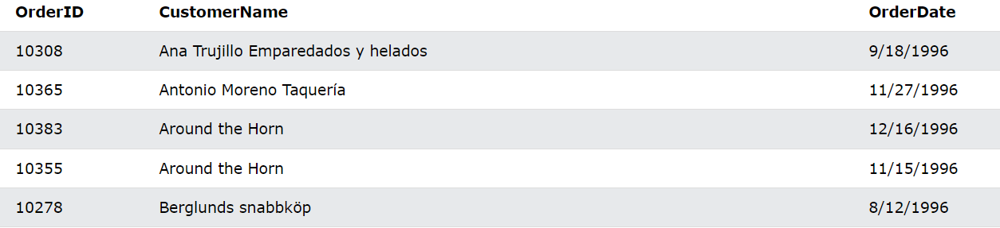 OrderID CustomerName OrderDate
10308 Ana Trujillo Emparedados y helados 9/18/1996
10365 Antonio Moreno Taquería 11/27/1996
10383 Around the Horn 12/16/1996
10355 Around the Horn 11/15/1996
10278 Berglunds snabbköp 8/12/1996